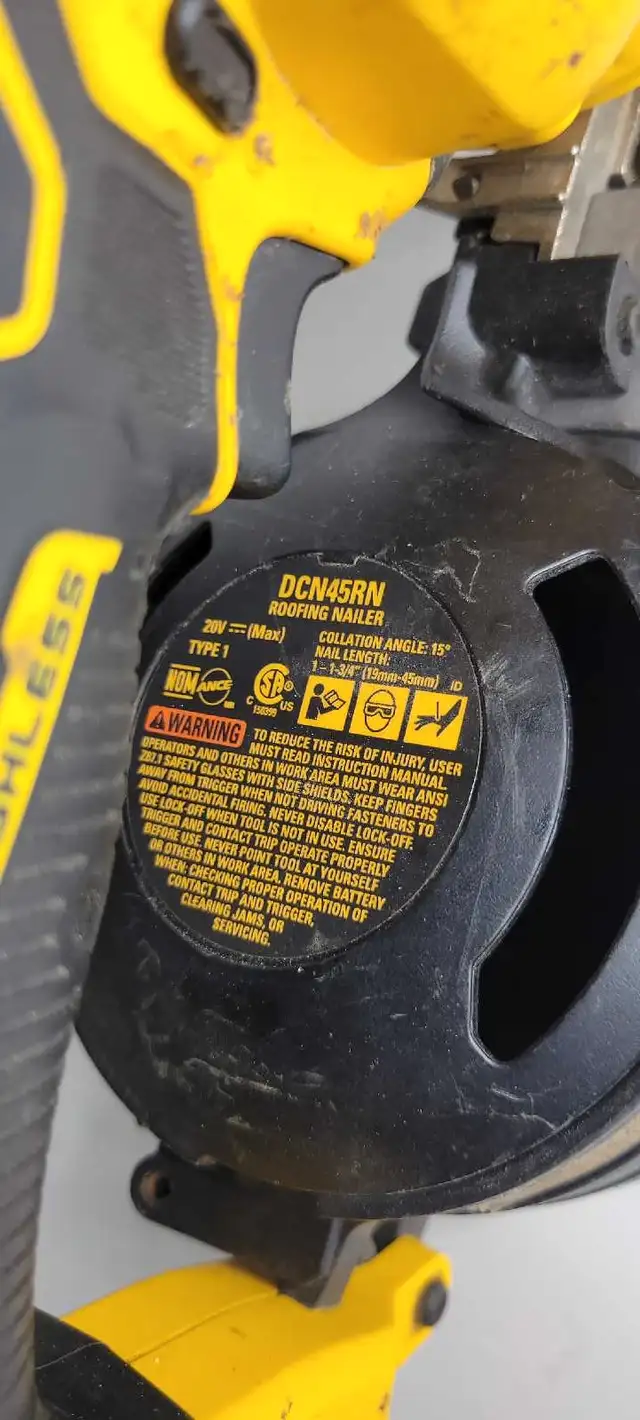 DCN45RN
ROOFING NAILER
20V ⎓ (Max)
TYPE 1
COLLATION ANGLE: 15°
NAIL LENGTH:
1 – 1-3/4" (19mm-45mm) ID
NOM ANCE
C SA® US
158399
WARNING TO REDUCE THE RISK OF INJURY, USER
MUST READ INSTRUCTION MANUAL.
OPERATORS AND OTHERS IN WORK AREA MUST WEAR ANSI
Z87.1 SAFETY GLASSES WITH SIDE SHIELDS. KEEP FINGERS
AWAY FROM TRIGGER WHEN NOT DRIVING FASTENERS TO
AVOID ACCIDENTAL FIRING. NEVER DISABLE LOCK-OFF.
USE LOCK-OFF WHEN TOOL IS NOT IN USE. ENSURE
TRIGGER AND CONTACT TRIP OPERATE PROPERLY
BEFORE USE. NEVER POINT TOOL AT YOURSELF
OR OTHERS IN WORK AREA. REMOVE BATTERY
WHEN: CHECKING PROPER OPERATION OF
CONTACT TRIP AND TRIGGER,
CLEARING JAMS, OR
SERVICING.
SHLESS